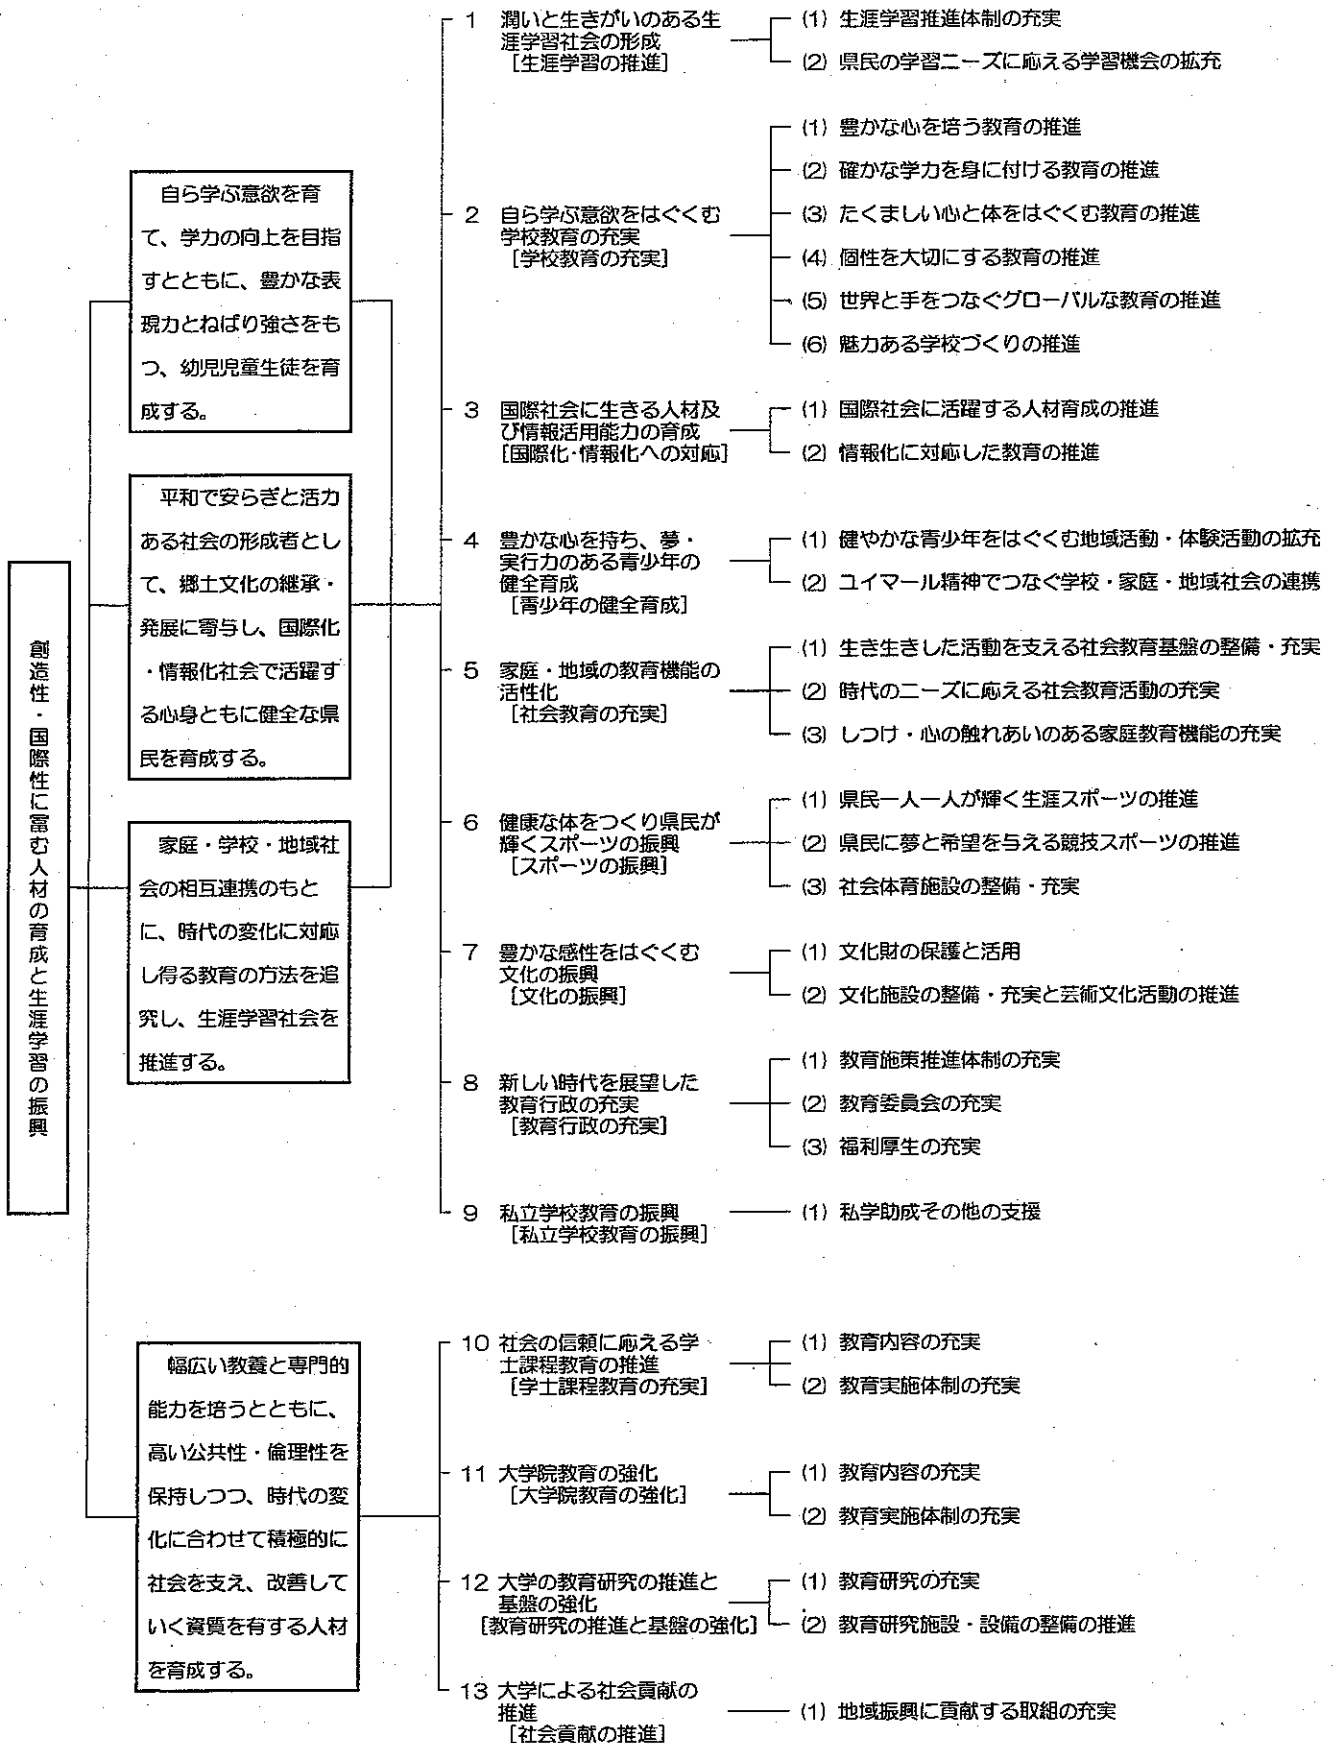 創造性・国際性に富む人材の育成と生涯学習の振興
自ら学ぶ意欲を育
て、学力の向上を目指
すとともに、豊かな表
現力とねばり強さをも
つ、幼児児童生徒を育
成する。
平和で安らぎと活力
ある社会の形成者とし
て、郷土文化の継承・
発展に寄与し、国際化
・情報化社会で活躍す
る心身ともに健全な県
民を育成する。
家庭・学校・地域社
会の相互連携のもと
に、時代の変化に対応
し得る教育の方法を追
究し、生涯学習社会を
推進する。
1 潤いと生きがいのある生
涯学習社会の形成
[生涯学習の推進]
(1) 生涯学習推進体制の充実
(2) 県民の学習ニーズに応える学習機会の拡充
2 自ら学ぶ意欲をはぐくむ
学校教育の充実
[学校教育の充実]
(1) 豊かな心を培う教育の推進
(2) 確かな学力を身に付ける教育の推進
(3) たくましい心と体をはぐくむ教育の推進
(4) 個性を大切にする教育の推進
(5) 世界と手をつなぐグローバルな教育の推進
(6) 魅力ある学校づくりの推進
3 国際社会に生きる人材及
び情報活用能力の育成
[国際化・情報化への対応]
(1) 国際社会に活躍する人材育成の推進
(2) 情報化に対応した教育の推進
4 豊かな心を持ち、夢・
実行力のある青少年の
健全育成
[青少年の健全育成]
(1) 健やかな青少年をはぐくむ地域活動・体験活動の拡充
(2) ユイマール精神でつなぐ学校・家庭・地域社会の連携
5 家庭・地域の教育機能の
活性化
[社会教育の充実]
(1) 生き生きした活動を支える社会教育基盤の整備・充実
(2) 時代のニーズに応える社会教育活動の充実
(3) しつけ・心の触れあいのある家庭教育機能の充実
6 健康な体をつくり県民が
輝くスポーツの振興
[スポーツの振興]
(1) 県民一人一人が輝く生涯スポーツの推進
(2) 県民に夢と希望を与える競技スポーツの推進
(3) 社会体育施設の整備・充実
7 豊かな感性をはぐくむ
文化の振興
[文化の振興]
(1) 文化財の保護と活用
(2) 文化施設の整備・充実と芸術文化活動の推進
8 新しい時代を展望した
教育行政の充実
[教育行政の充実]
(1) 教育施策推進体制の充実
(2) 教育委員会の充実
(3) 福利厚生の充実
9 私立学校教育の振興
[私立学校教育の振興]
(1) 私学助成その他の支援
幅広い教養と専門的
能力を培うとともに、
高い公共性・倫理性を
保持しつつ、時代の変
化に合わせて積極的に
社会を支え、改善して
いく資質を有する人材
を育成する。
10 社会の信頼に応える学
士課程教育の推進
[学士課程教育の充実]
(1) 教育内容の充実
(2) 教育実施体制の充実
11 大学院教育の強化
[大学院教育の強化]
(1) 教育内容の充実
(2) 教育実施体制の充実
12 大学の教育研究の推進と
基盤の強化
[教育研究の推進と基盤の強化]
(1) 教育研究の充実
(2) 教育研究施設・設備の整備の推進
13 大学による社会貢献の
推進
[社会貢献の推進]
(1) 地域振興に貢献する取組の充実